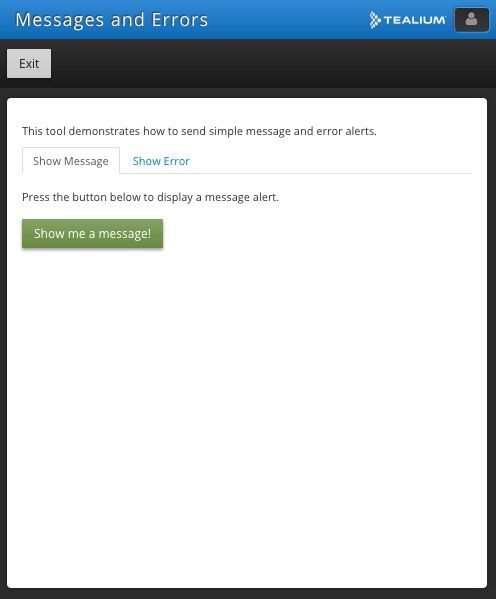 Messages and Errors
TEALIUM
Exit
This tool demonstrates how to send simple message and error alerts.
Show Message
Show Error
Press the button below to display a message alert.
Show me a message!